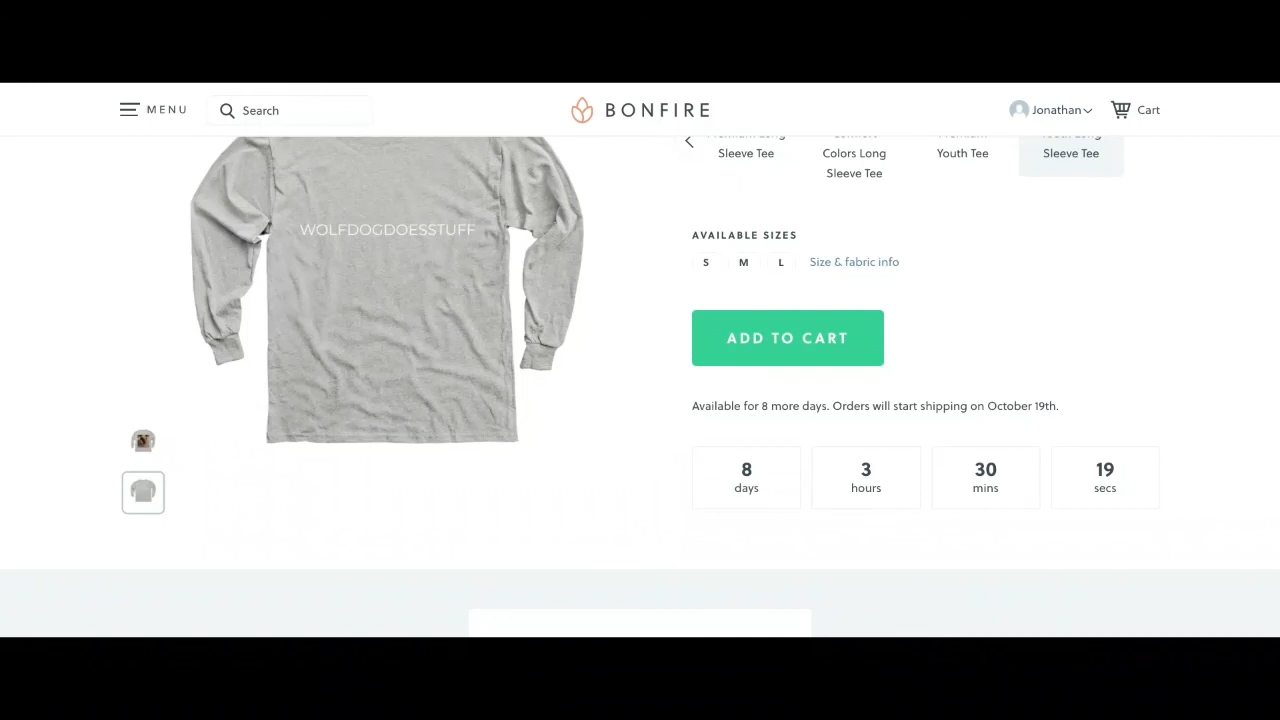 MENU
Search
BONFIRE
Jonathan
Cart
Sleeve Tee
Colors Long
Sleeve Tee
Youth Tee
Sleeve Tee
WOLFDOGDOESSTUFF
AVAILABLE SIZES
S M L Size & fabric info
ADD TO CART
Available for 8 more days. Orders will start shipping on October 19th.
8
days
3
hours
30
mins
19
secs